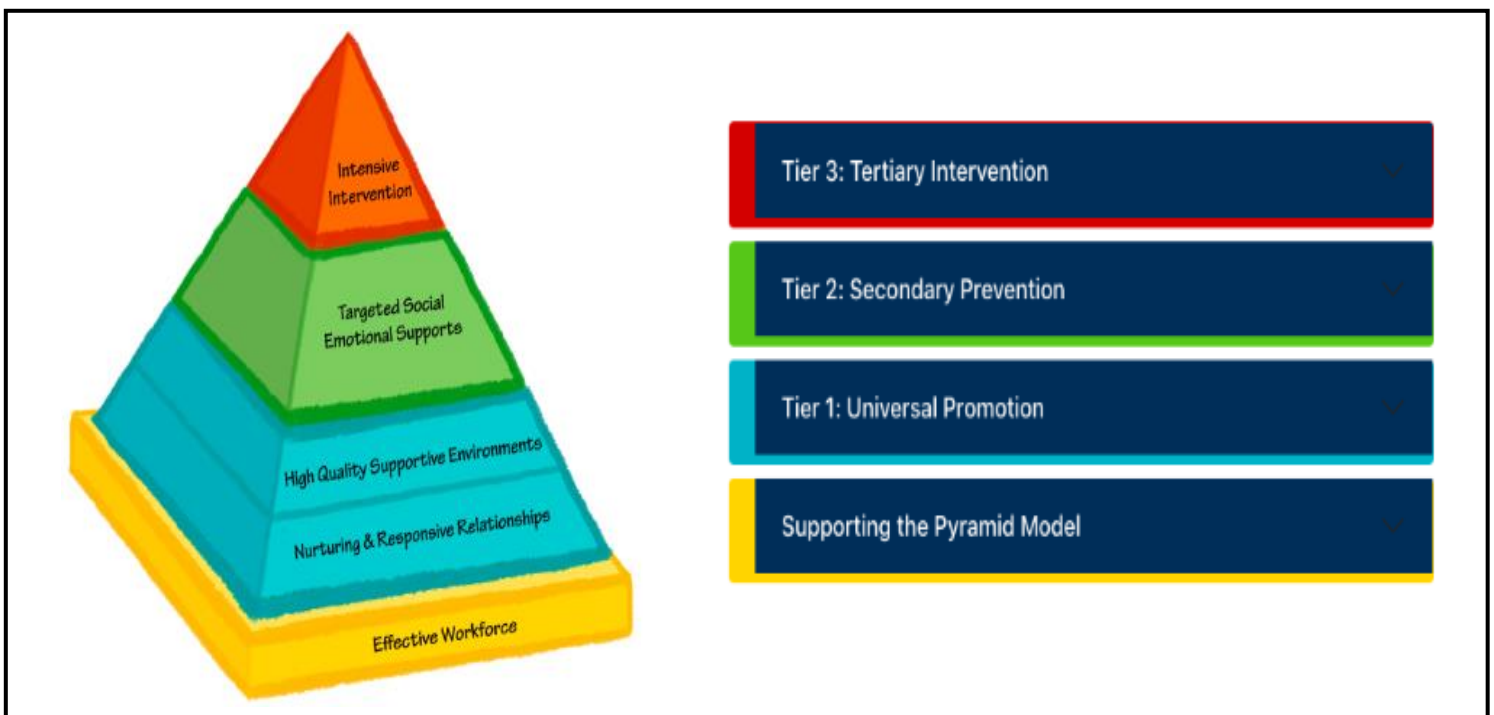 Intensive
Intervention
Targeted Social
Emotional Supports
High Quality Supportive Environments
Nurturing & Responsive Relationships
Effective Workforce
Tier 3: Tertiary Intervention
Tier 2: Secondary Prevention
Tier 1: Universal Promotion
Supporting the Pyramid Model